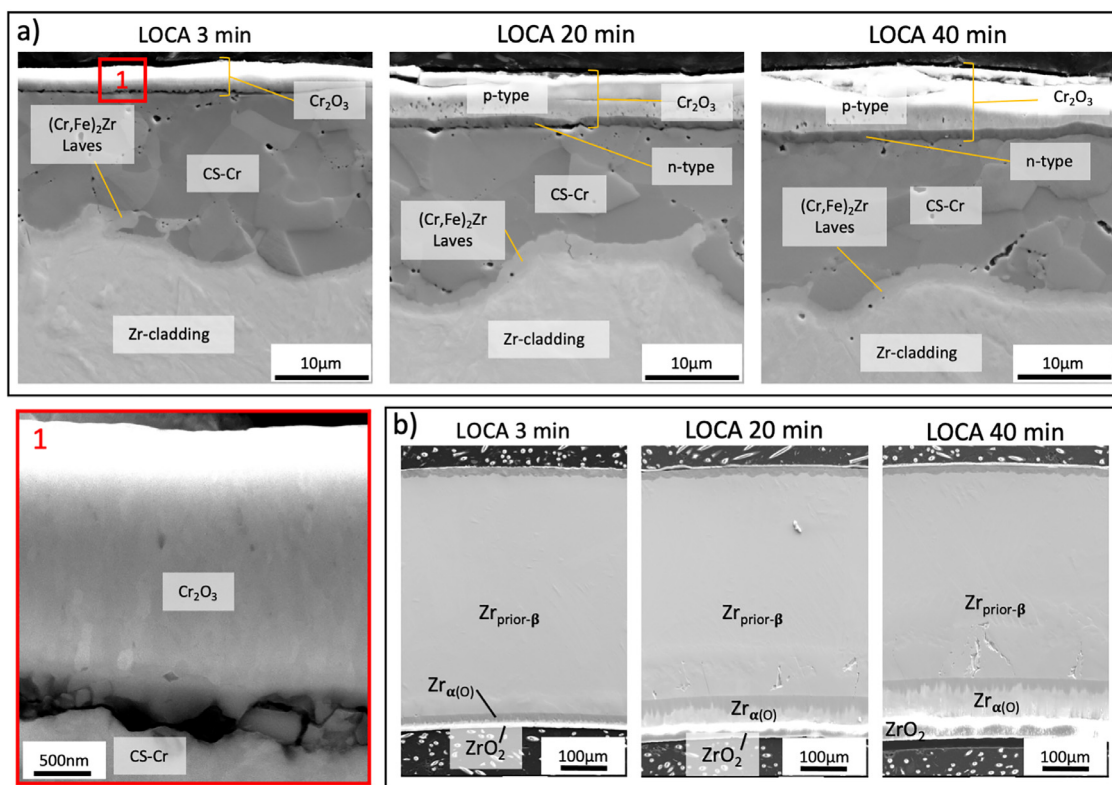 a)
LOCA 3 min
LOCA 20 min
LOCA 40 min
1
Cr₂O₃
(Cr,Fe)₂Zr
Laves
CS-Cr
Zr-cladding
10µm
p-type
Cr₂O₃
n-type
CS-Cr
(Cr,Fe)₂Zr
Laves
Zr-cladding
10µm
p-type
Cr₂O₃
n-type
CS-Cr
(Cr,Fe)₂Zr
Laves
Zr-cladding
10µm
1
Cr₂O₃
CS-Cr
500nm
b)
LOCA 3 min
LOCA 20 min
LOCA 40 min
Zrprior-β
Zrα(O)
ZrO₂
100µm
Zrprior-β
Zrα(O)
ZrO₂
100µm
Zrprior-β
Zrα(O)
ZrO₂
100µm